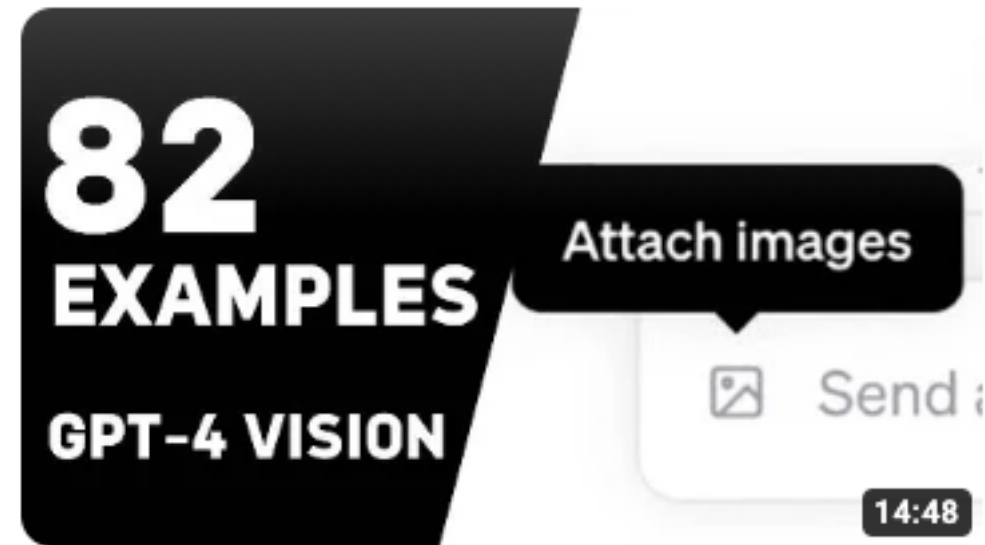 82
EXAMPLES
GPT-4 VISION
Attach images
Send
14:48